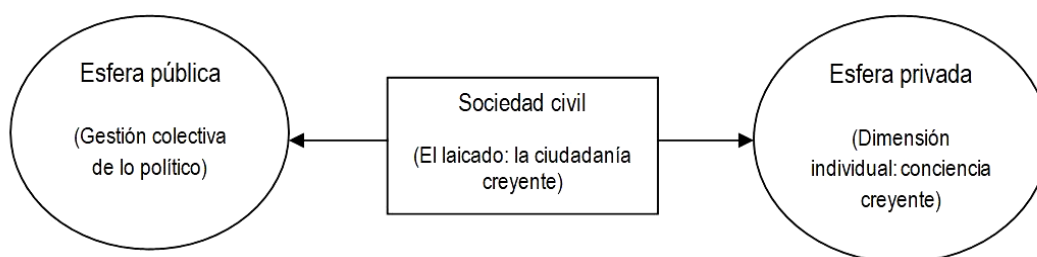 Esfera pública
(Gestión colectiva
de lo político)
Sociedad civil
(El laicado: la ciudadanía
creyente)
Esfera privada
(Dimensión
individual: conciencia
creyente)